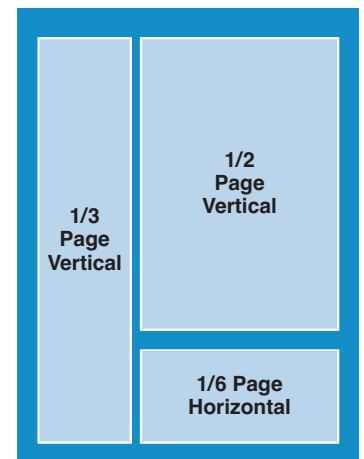 1/3
Page
Vertical
1/2
Page
Vertical
1/6 Page
Horizontal